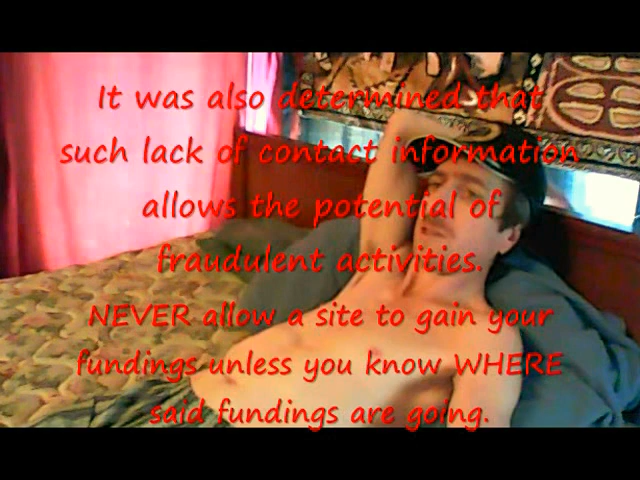 It was also determined that
such lack of contact information
allows the potential of
fraudulent activities.
NEVER allow a site to gain your
fundings unless you know WHERE
said fundings are going.